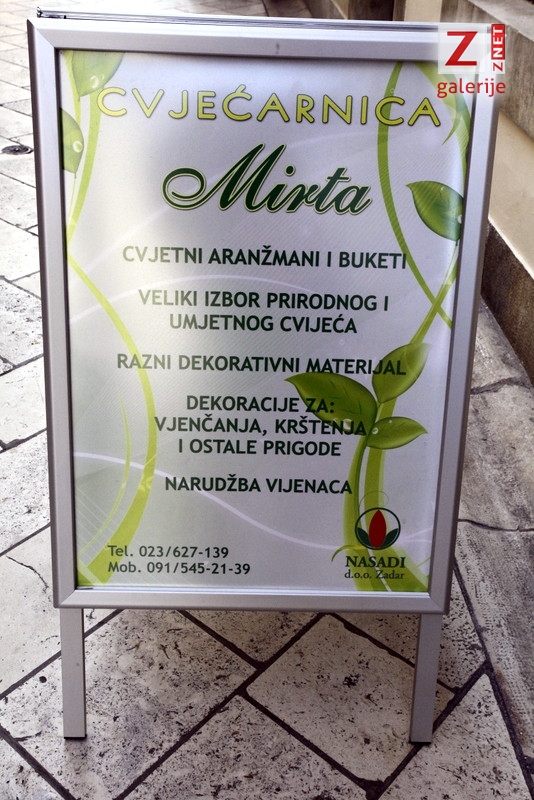 Z
ZNET
galerije
CVJEĆARNICA
Mirta
CVJETNI ARANŽMANI I BUKETI
VELIKI IZBOR PRIRODNOG I
UMJETNOG CVIJEĆA
RAZNI DEKORATIVNI MATERIJAL
DEKORACIJE ZA:
VJENČANJA, KRŠTENJA
I OSTALE PRIGODE
NARUDŽBA VIJENACA
Tel. 023/627-139
Mob. 091/545-21-39
NASADI
d.o.o. Zadar